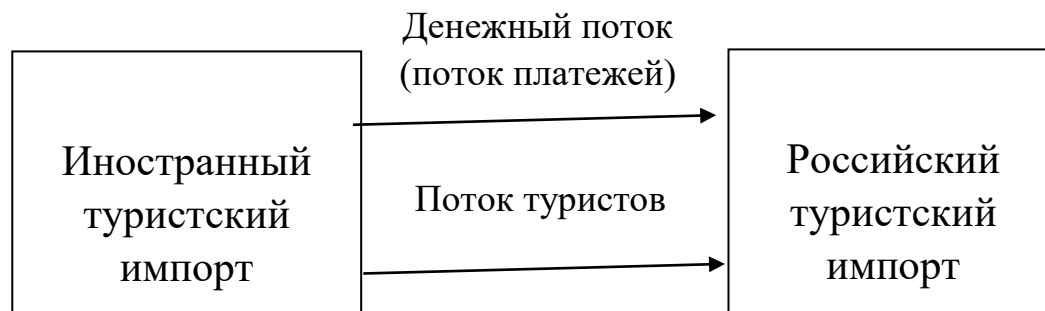 Денежный поток
(поток платежей)
Иностранный
туристский
импорт
Поток туристов
Российский
туристский
импорт